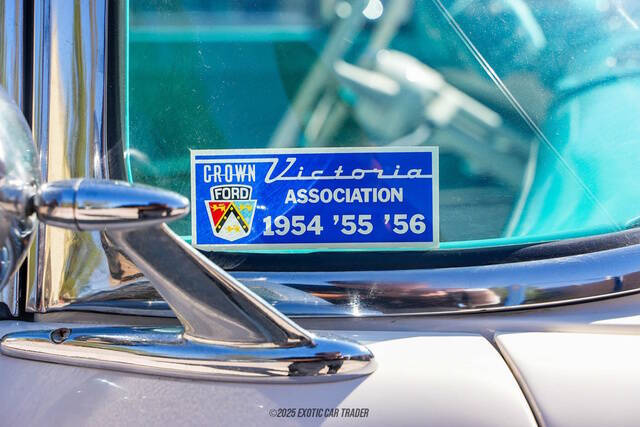 CROWN Victoria
FORD
ASSOCIATION
1954 '55 '56
©2025 EXOTIC CAR TRADER